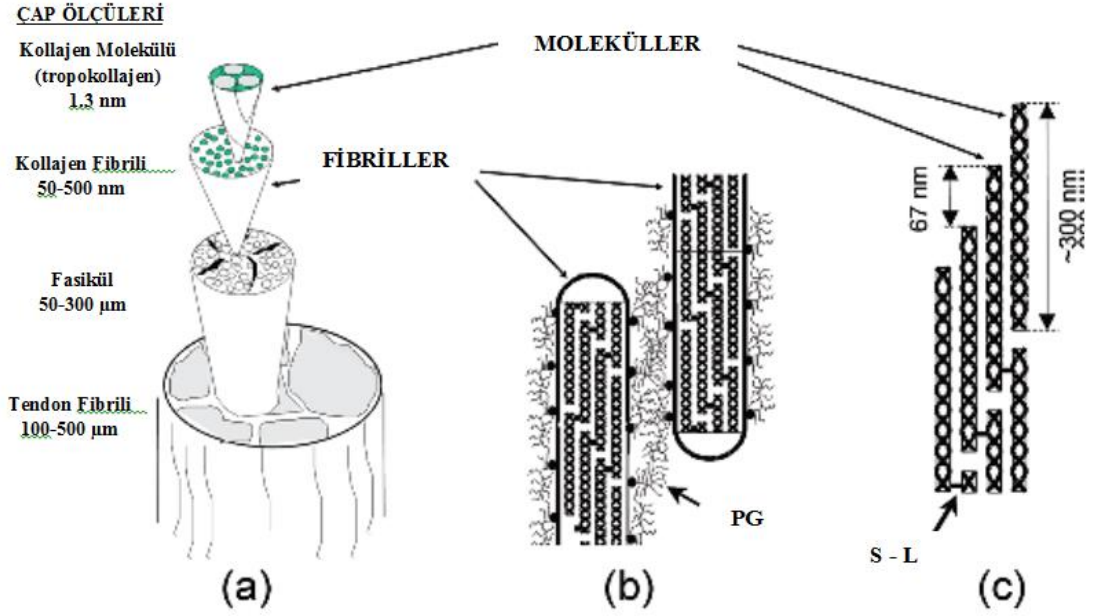 ÇAP ÖLÇÜLERİ
Kollajen Molekülü
(tropokollajen)
1.3 nm
Kollajen Fibrili
50-500 nm
Fasikül
50-300 µm
Tendon Fibrili
100-500 µm
(a)
MOLEKÜLLER
FİBRİLLER
PG
(b)
67 nm
~300 nm
S - L
(c)